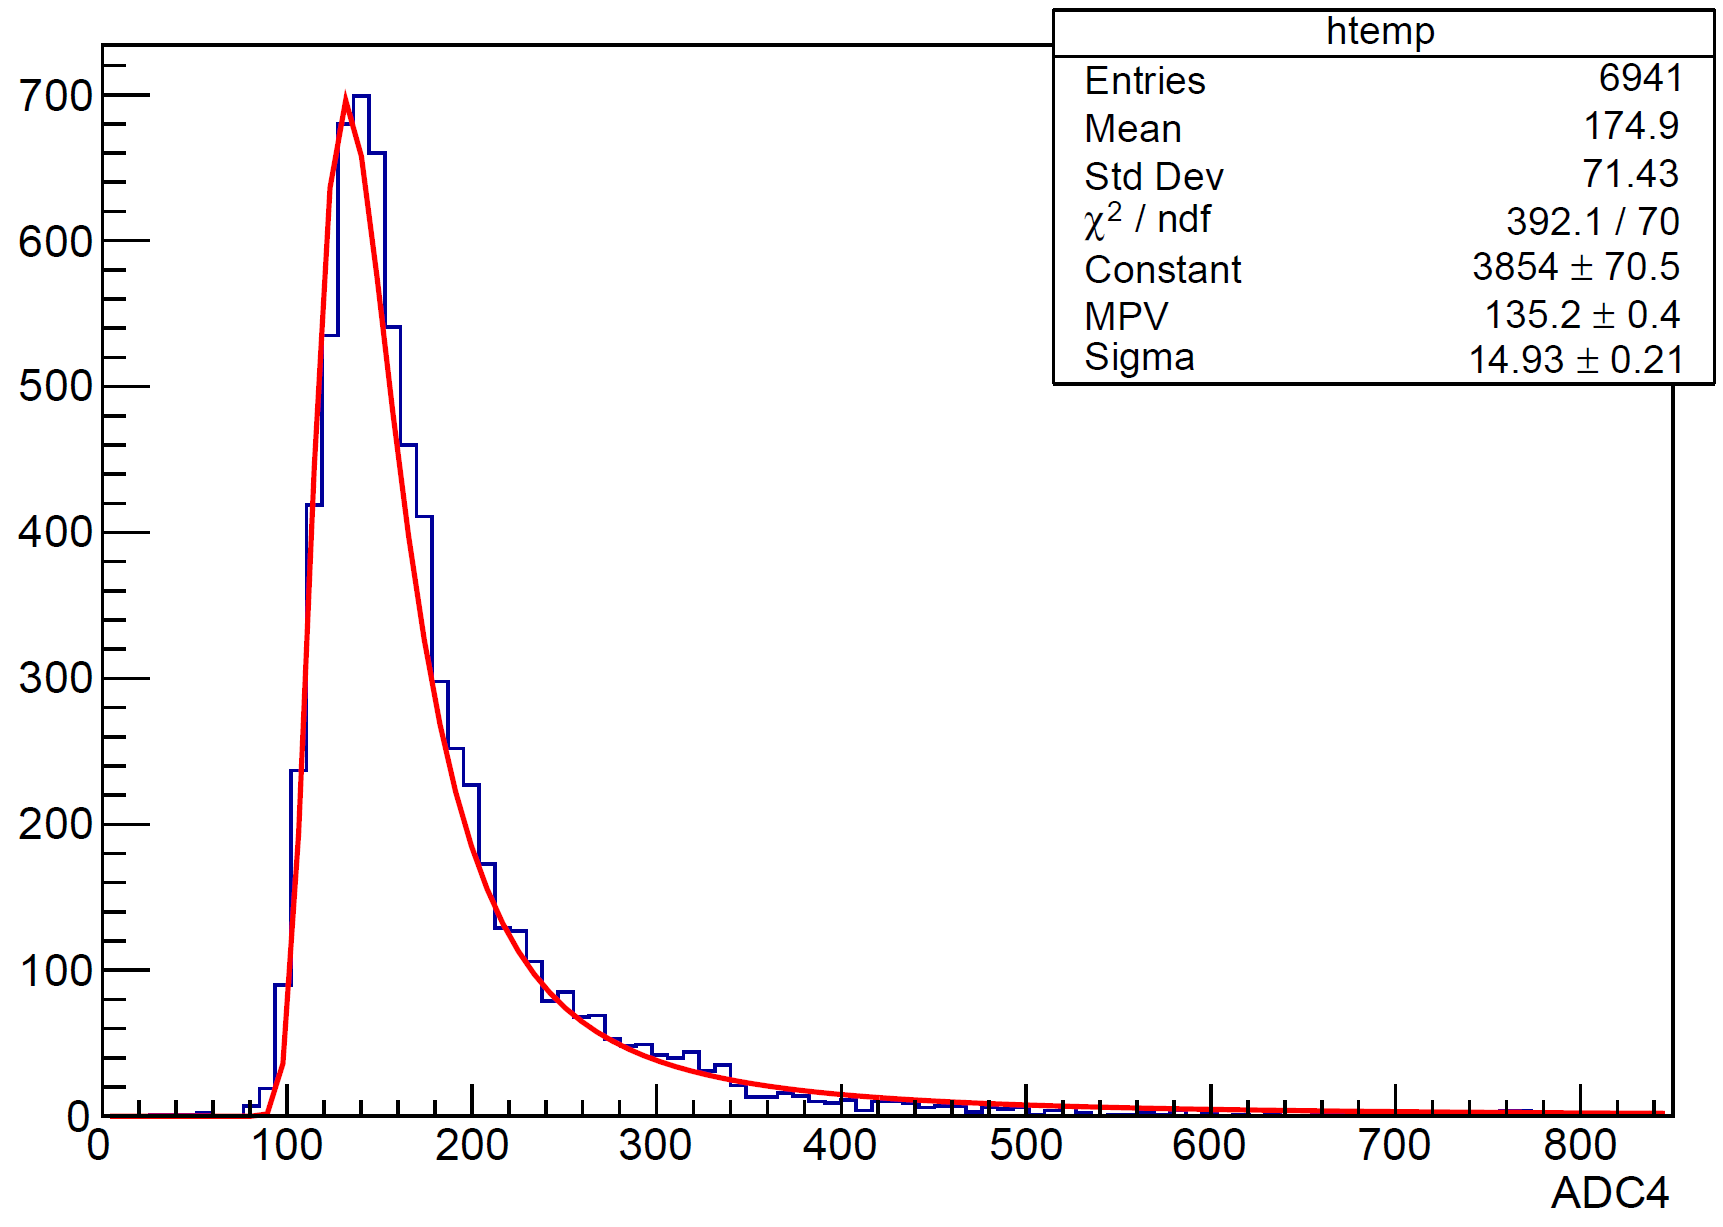 htemp
Entries 6941
Mean 174.9
Std Dev 71.43
χ² / ndf 392.1 / 70
Constant 3854 ± 70.5
MPV 135.2 ± 0.4
Sigma 14.93 ± 0.21
700
600
500
400
300
200
100
0
0 100 200 300 400 500 600 700 800
ADC4